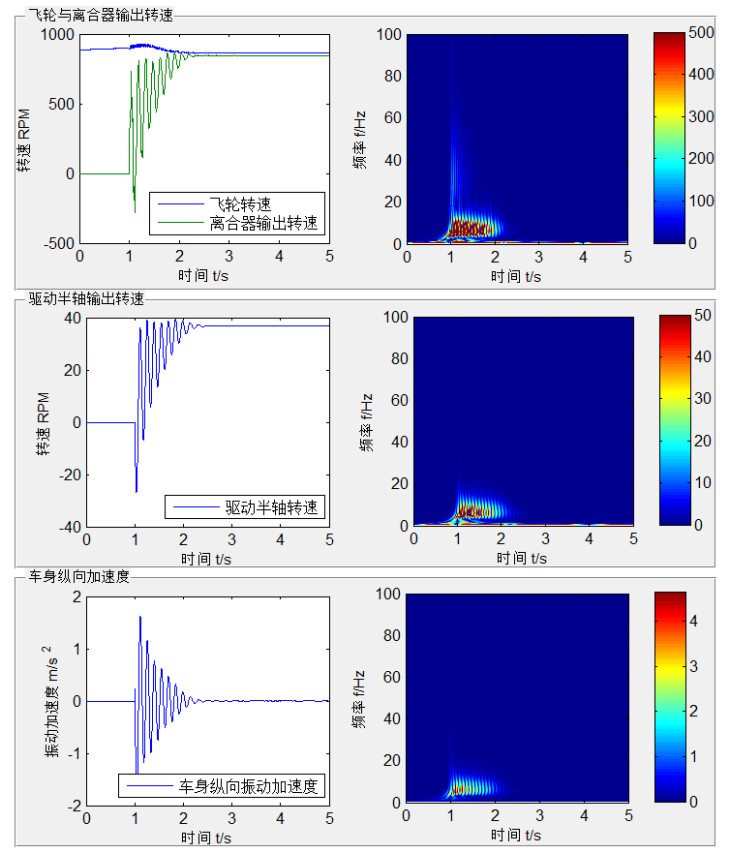 飞轮与离合器输出转速
1000
500
0
-500
转速 RPM
0 1 2 3 4 5
时间 t/s
飞轮转速
离合器输出转速
100
80
60
40
20
0
频率 f/Hz
0 1 2 3 4 5
时间 t/s
500
400
300
200
100
0
驱动半轴输出转速
40
20
0
-20
-40
转速 RPM
0 1 2 3 4 5
时间 t/s
驱动半轴转速
100
80
60
40
20
0
频率 f/Hz
0 1 2 3 4 5
时间 t/s
50
40
30
20
10
0
车身纵向加速度
2
1
0
-1
-2
振动加速度 m/s 2
0 1 2 3 4 5
时间 t/s
车身纵向振动加速度
100
80
60
40
20
0
频率 f/Hz
0 1 2 3 4 5
时间 t/s
4
3
2
1
0